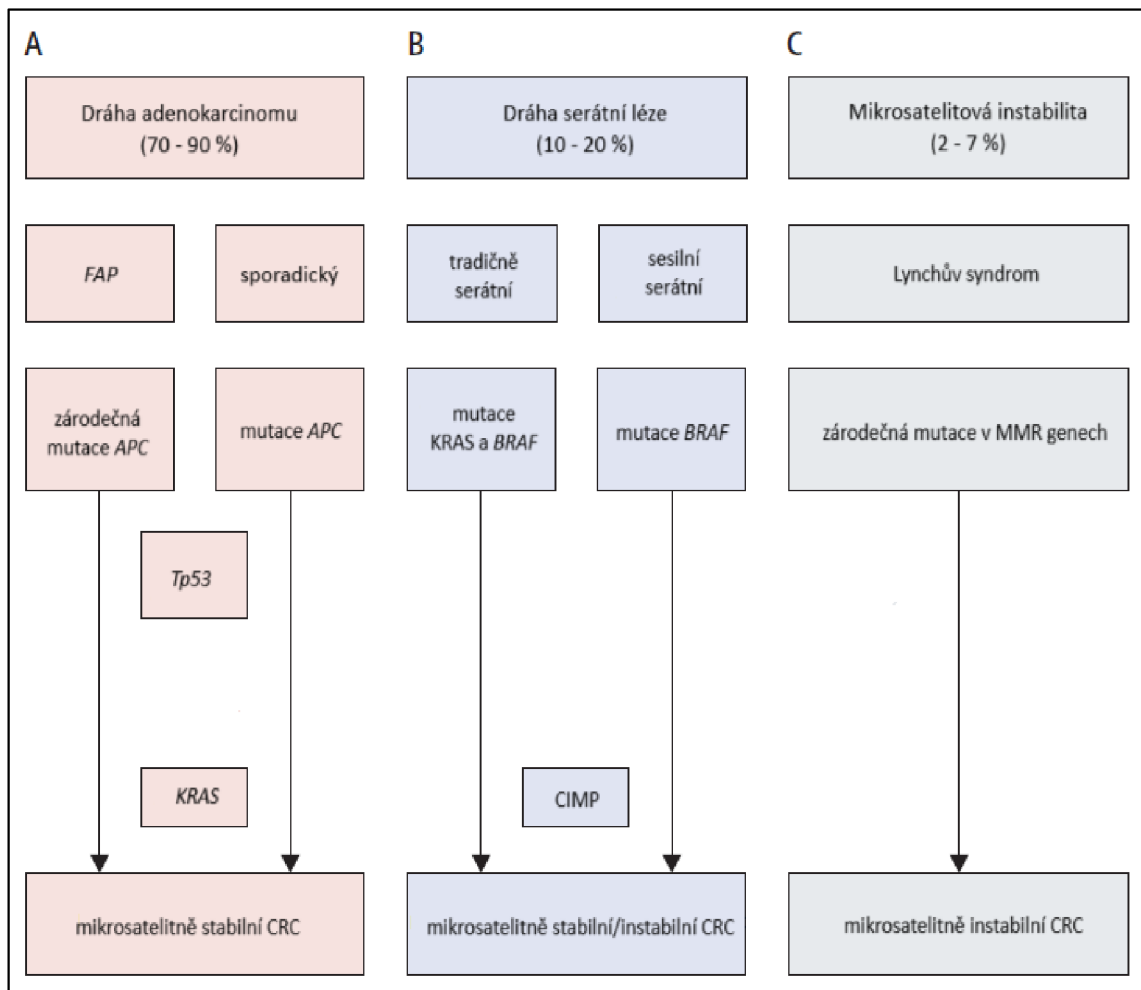 A
Dráha adenokarcinomu
(70 - 90 %)
FAP
sporadický
zárodečná
mutace APC
mutace APC
Tp53
KRAS
mikrosatelitně stabilní CRC
B
Dráha serátní léze
(10 - 20 %)
tradičně
serátní
sesilní
serátní
mutace
KRAS a BRAF
mutace BRAF
CIMP
mikrosatelitně stabilní/instabilní CRC
C
Mikrosatelitová instabilita
(2 - 7 %)
Lynchův syndrom
zárodečná mutace v MMR genech
mikrosatelitně instabilní CRC